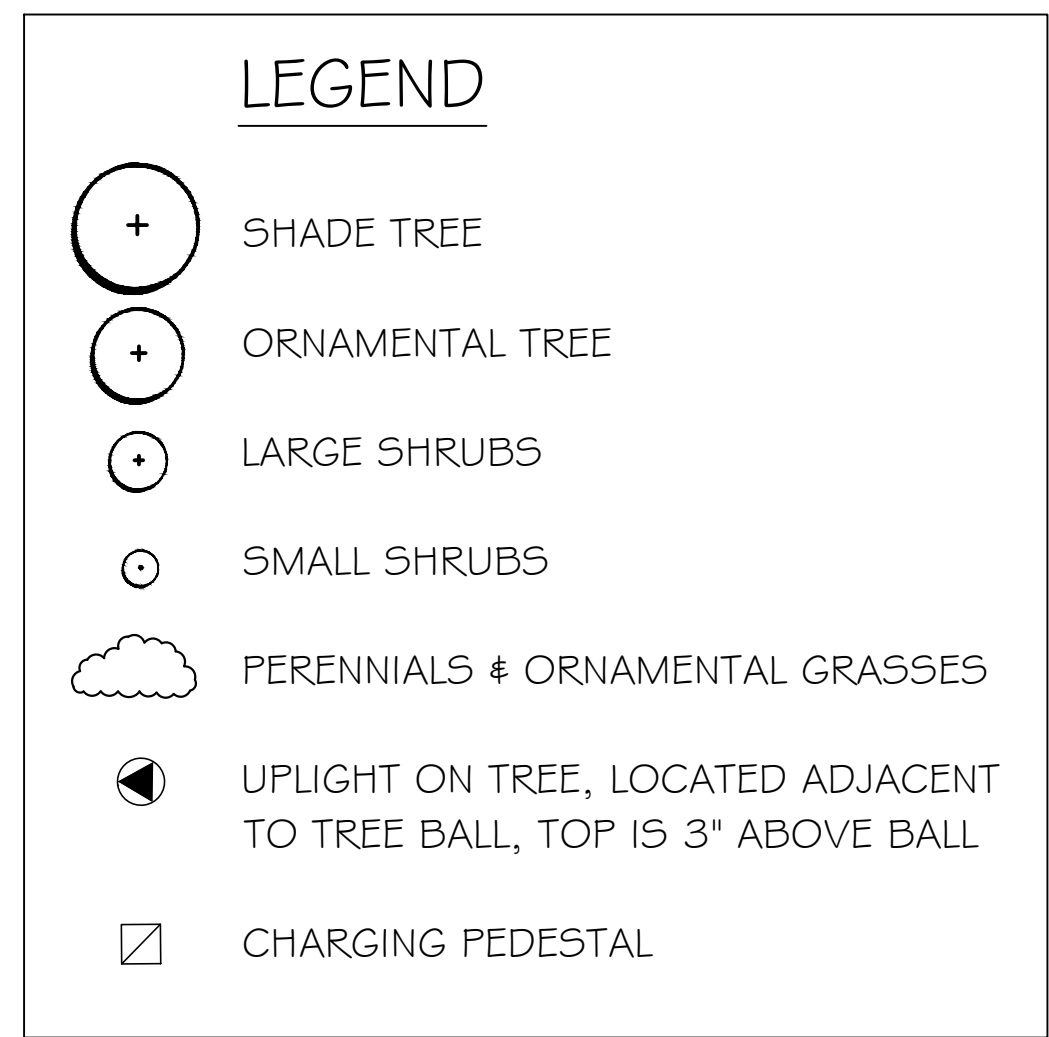 LEGEND
SHADE TREE
ORNAMENTAL TREE
LARGE SHRUBS
SMALL SHRUBS
PERENNIALS & ORNAMENTAL GRASSES
UPLIGHT ON TREE, LOCATED ADJACENT
TO TREE BALL, TOP IS 3" ABOVE BALL
CHARGING PEDESTAL